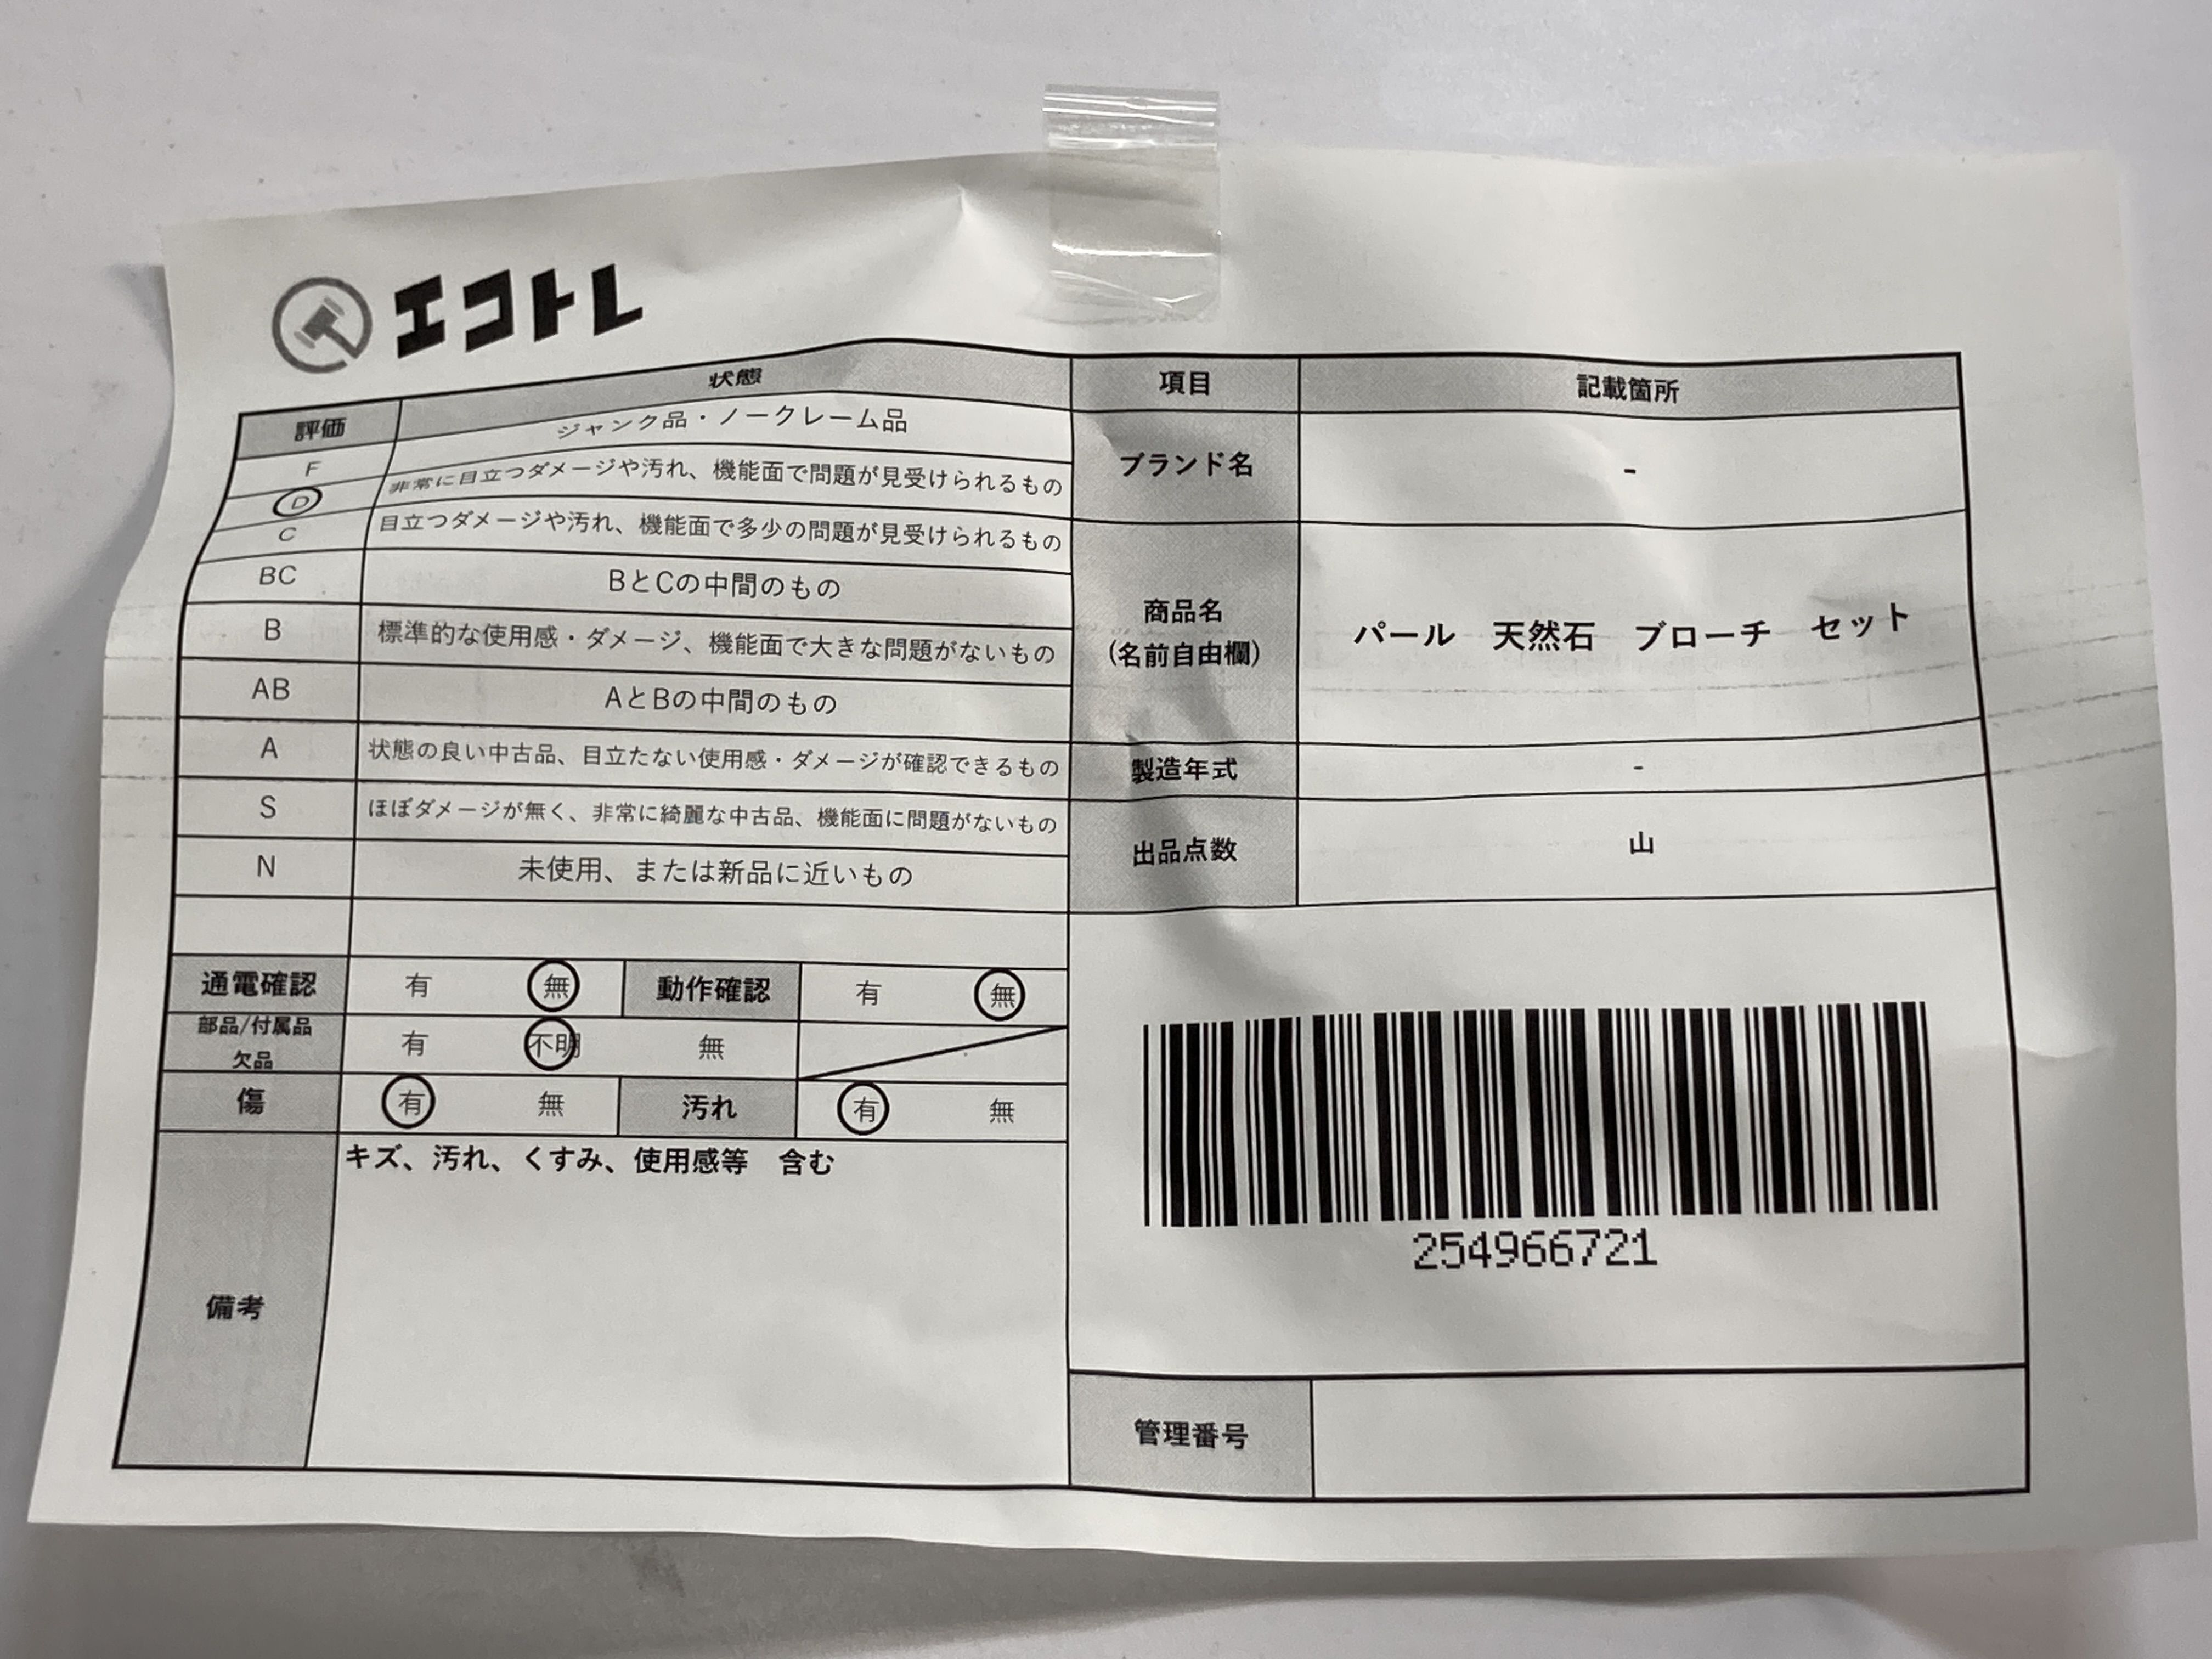 エコトレ
評価 状態
F ジャンク品・ノークレーム品
D 非常に目立つダメージや汚れ、機能面で問題が見受けられるもの
C 目立つダメージや汚れ、機能面で多少の問題が見受けられるもの
BC BとCの中間のもの
B 標準的な使用感・ダメージ、機能面で大きな問題がないもの
AB AとBの中間のもの
A 状態の良い中古品、目立たない使用感・ダメージが確認できるもの
S ほぼダメージが無く、非常に綺麗な中古品、機能面に問題がないもの
N 未使用、または新品に近いもの
通電確認 有 無 動作確認 有 無
部品/付属品
欠品 有 不明 無
傷 有 無 汚れ 有 無
備考 キズ、汚れ、くすみ、使用感等 含む
項目 記載箇所
ブランド名 -
商品名
(名前自由欄) パール 天然石 ブローチ セット
製造年式 -
出品点数 山
254966721
管理番号